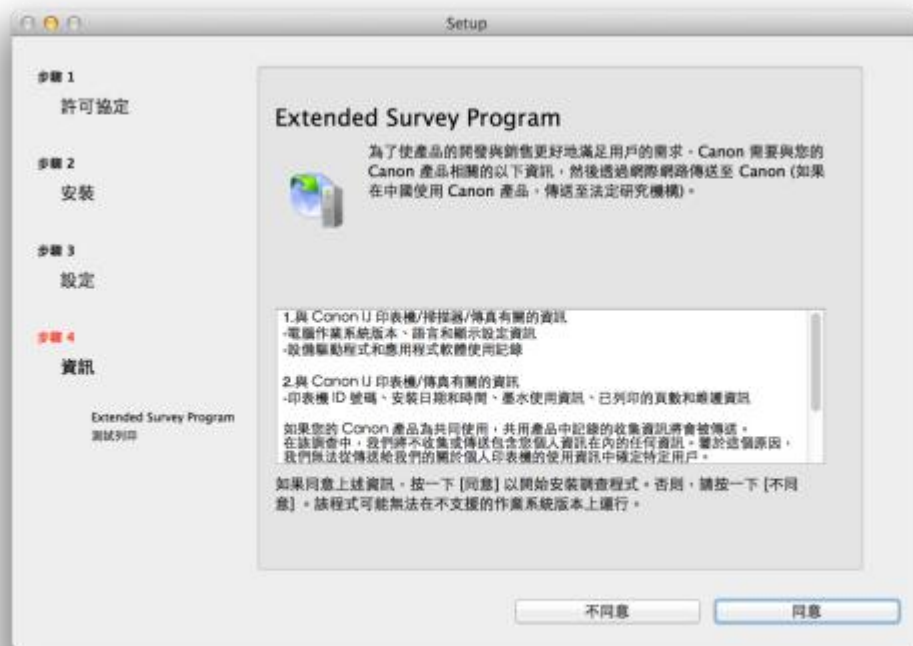 Setup
步驟 1
許可協定
步驟 2
安裝
步驟 3
設定
步驟 4
資訊
Extended Survey Program
測試列印
Extended Survey Program
為了使產品的開發與銷售更好地滿足用戶的需求，Canon 需要與您的
Canon 產品相關的以下資訊，然後透過網際網路傳送至 Canon (如果
在中國使用 Canon 產品，傳送至法定研究機構)。
1.與 Canon IJ 印表機/掃描器/傳真有關的資訊
-電腦作業系統版本、語言和顯示設定資訊
-設備驅動程式和應用程式軟體使用記錄
2.與 Canon IJ 印表機/傳真有關的資訊
-印表機 ID 號碼、安裝日期和時間、墨水使用資訊、已列印的頁數和維護資訊
如果您的 Canon 產品為共同使用，共用產品中記錄的收集資訊將會被傳送。
在該調查中，我們將不收集或傳送包含您個人資訊在內的任何資訊。鑒於這個原因，
我們無法從傳送給我們的關於個人印表機的使用資訊中確定特定用戶。
如果同意上述資訊，按一下 [同意] 以開始安裝調查程式。否則，請按一下 [不同
意] 。該程式可能無法在不支援的作業系統版本上運行。
不同意
同意